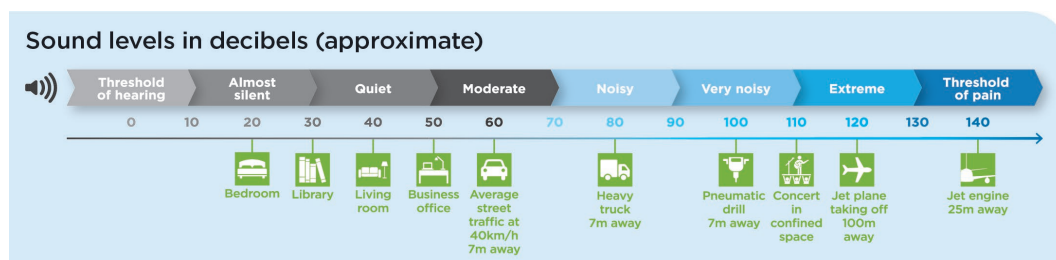 Sound levels in decibels (approximate)
Threshold
of hearing
Almost
silent
Quiet
Moderate
Noisy
Very noisy
Extreme
Threshold
of pain
0 10 20 30 40 50 60 70 80 90 100 110 120 130 140
Bedroom
Library
Living
room
Business
office
Average
street
traffic at
40km/h
7m away
Heavy
truck
7m away
Pneumatic
drill
7m away
Concert
in
confined
space
Jet plane
taking off
100m
away
Jet engine
25m away